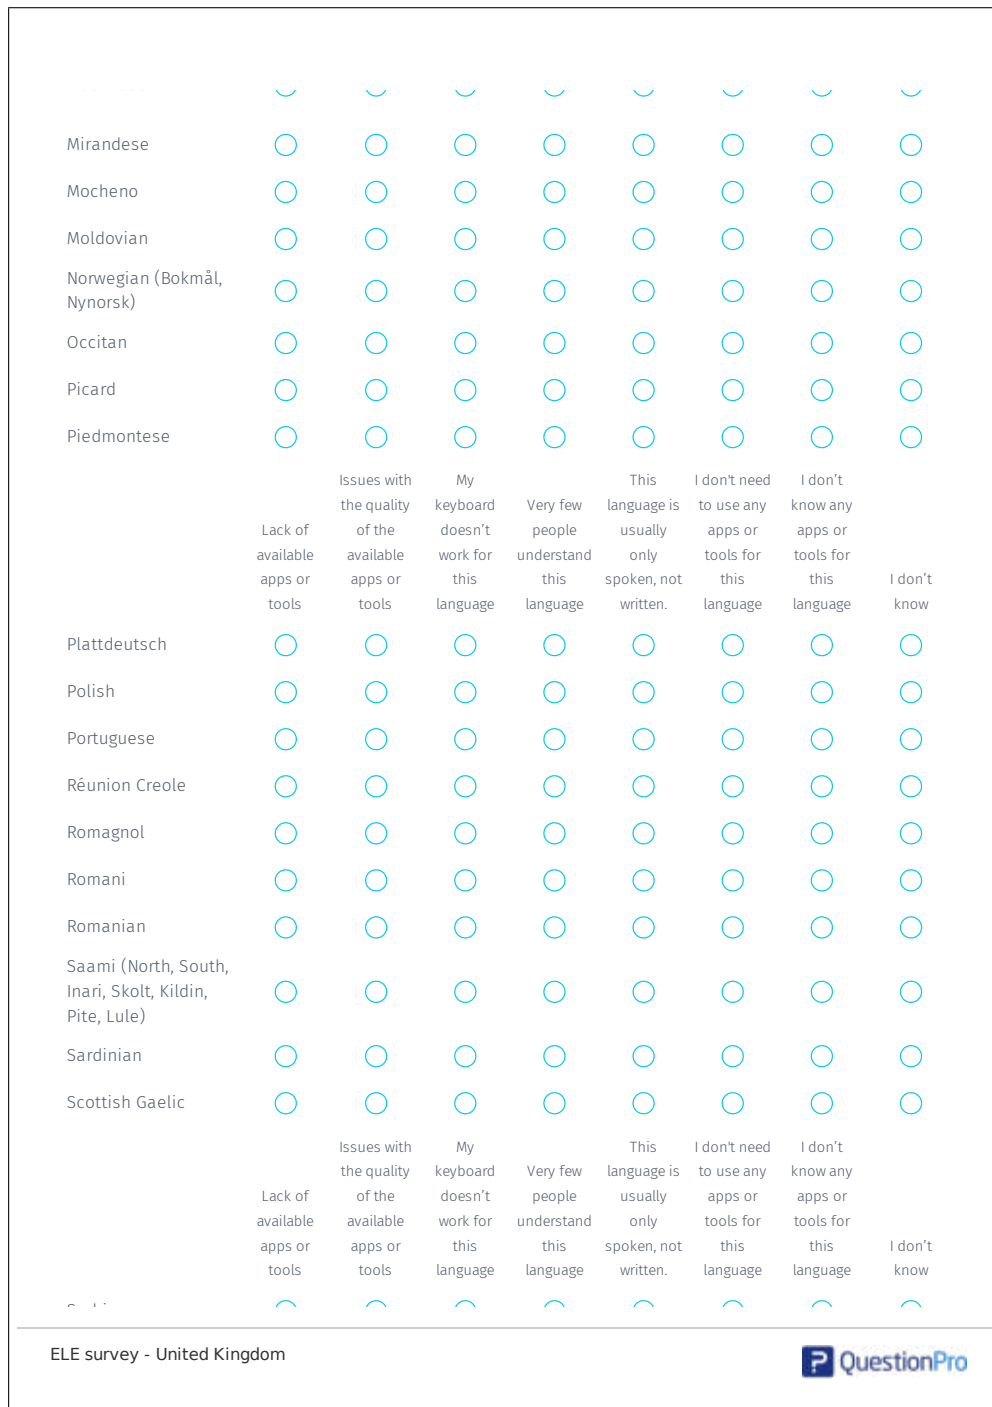 Mirandese
Mocheno
Moldovian
Norwegian (Bokmål,
Nynorsk)
Occitan
Picard
Piedmontese
Lack of
available
apps or
tools
Issues with
the quality
of the
available
apps or
tools
My
keyboard
doesn’t
work for
this
language
Very few
people
understand
this
language
This
language is
usually
only
spoken, not
written.
I don't need
to use any
apps or
tools for
this
language
I don’t
know any
apps or
tools for
this
language
I don’t
know
Plattdeutsch
Polish
Portuguese
Réunion Creole
Romagnol
Romani
Romanian
Saami (North, South,
Inari, Skolt, Kildin,
Pite, Lule)
Sardinian
Scottish Gaelic
Lack of
available
apps or
tools
Issues with
the quality
of the
available
apps or
tools
My
keyboard
doesn’t
work for
this
language
Very few
people
understand
this
language
This
language is
usually
only
spoken, not
written.
I don't need
to use any
apps or
tools for
this
language
I don’t
know any
apps or
tools for
this
language
I don’t
know
ELE survey - United Kingdom
QuestionPro